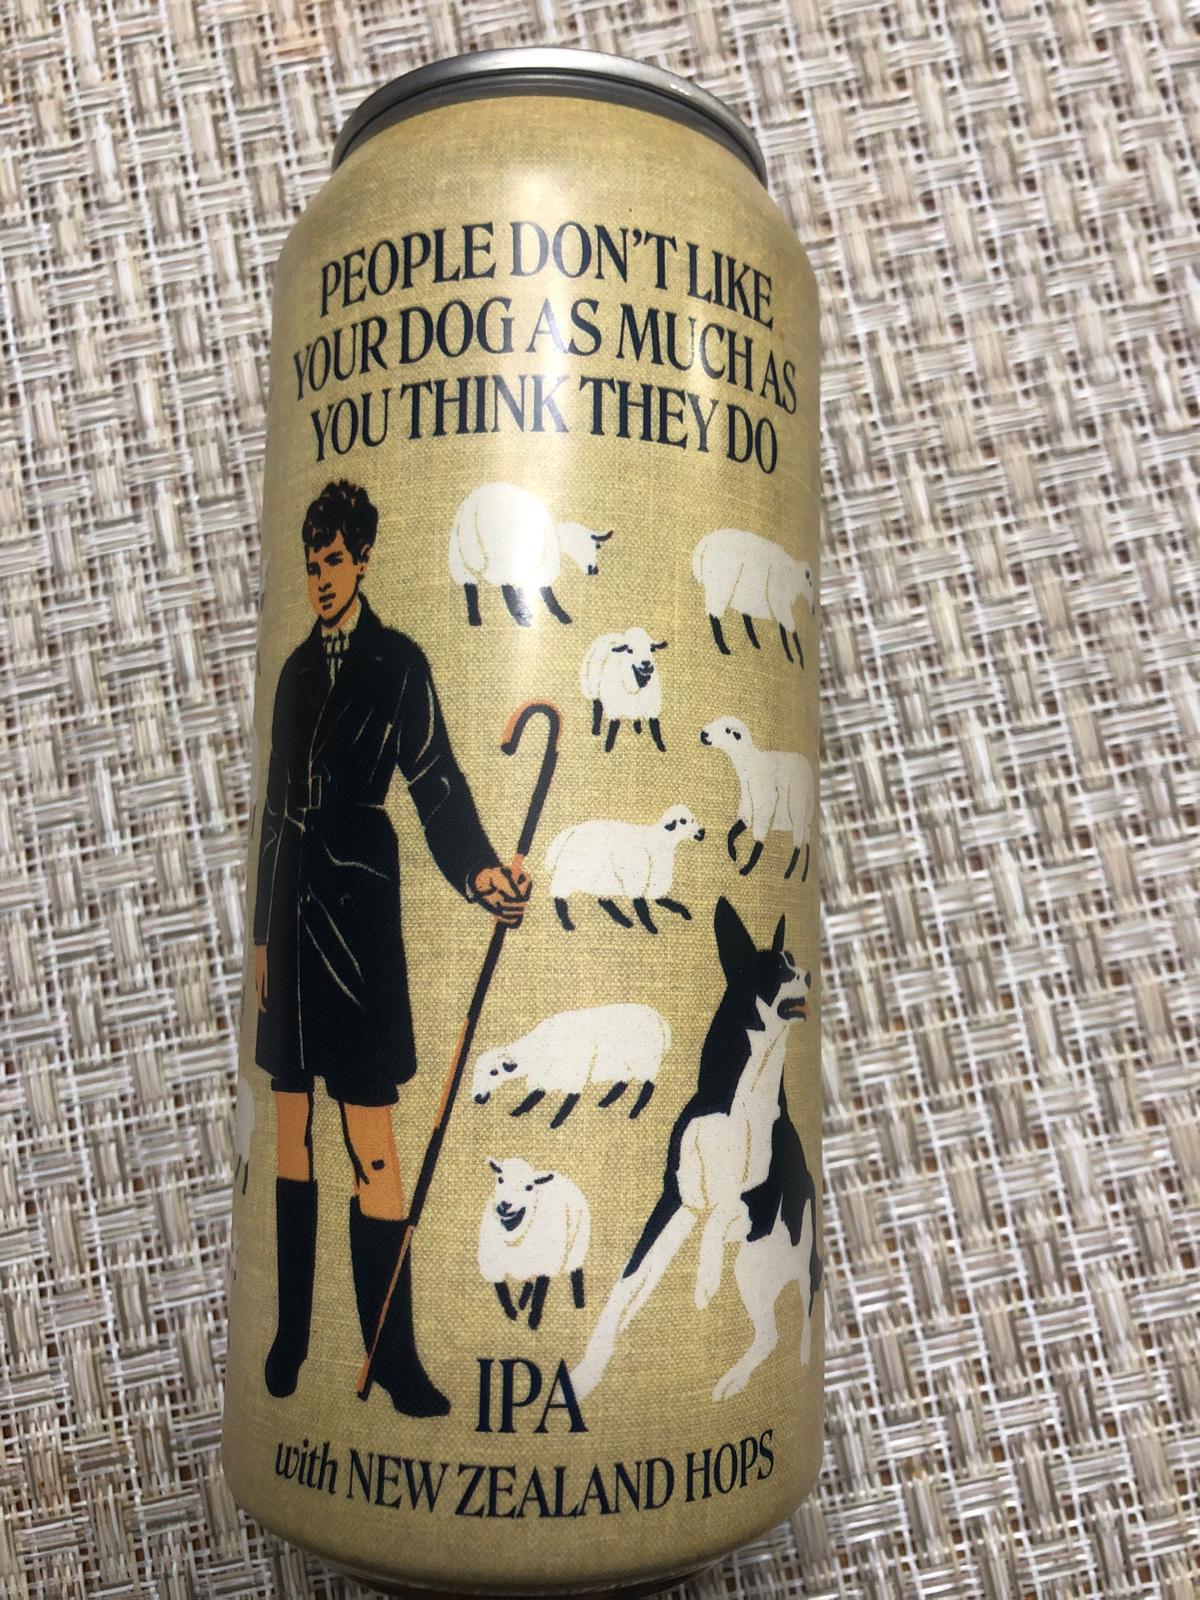 PEOPLE DON'T LIKE
YOUR DOG AS MUCH AS
YOU THINK THEY DO
IPA
with NEW ZEALAND HOPS